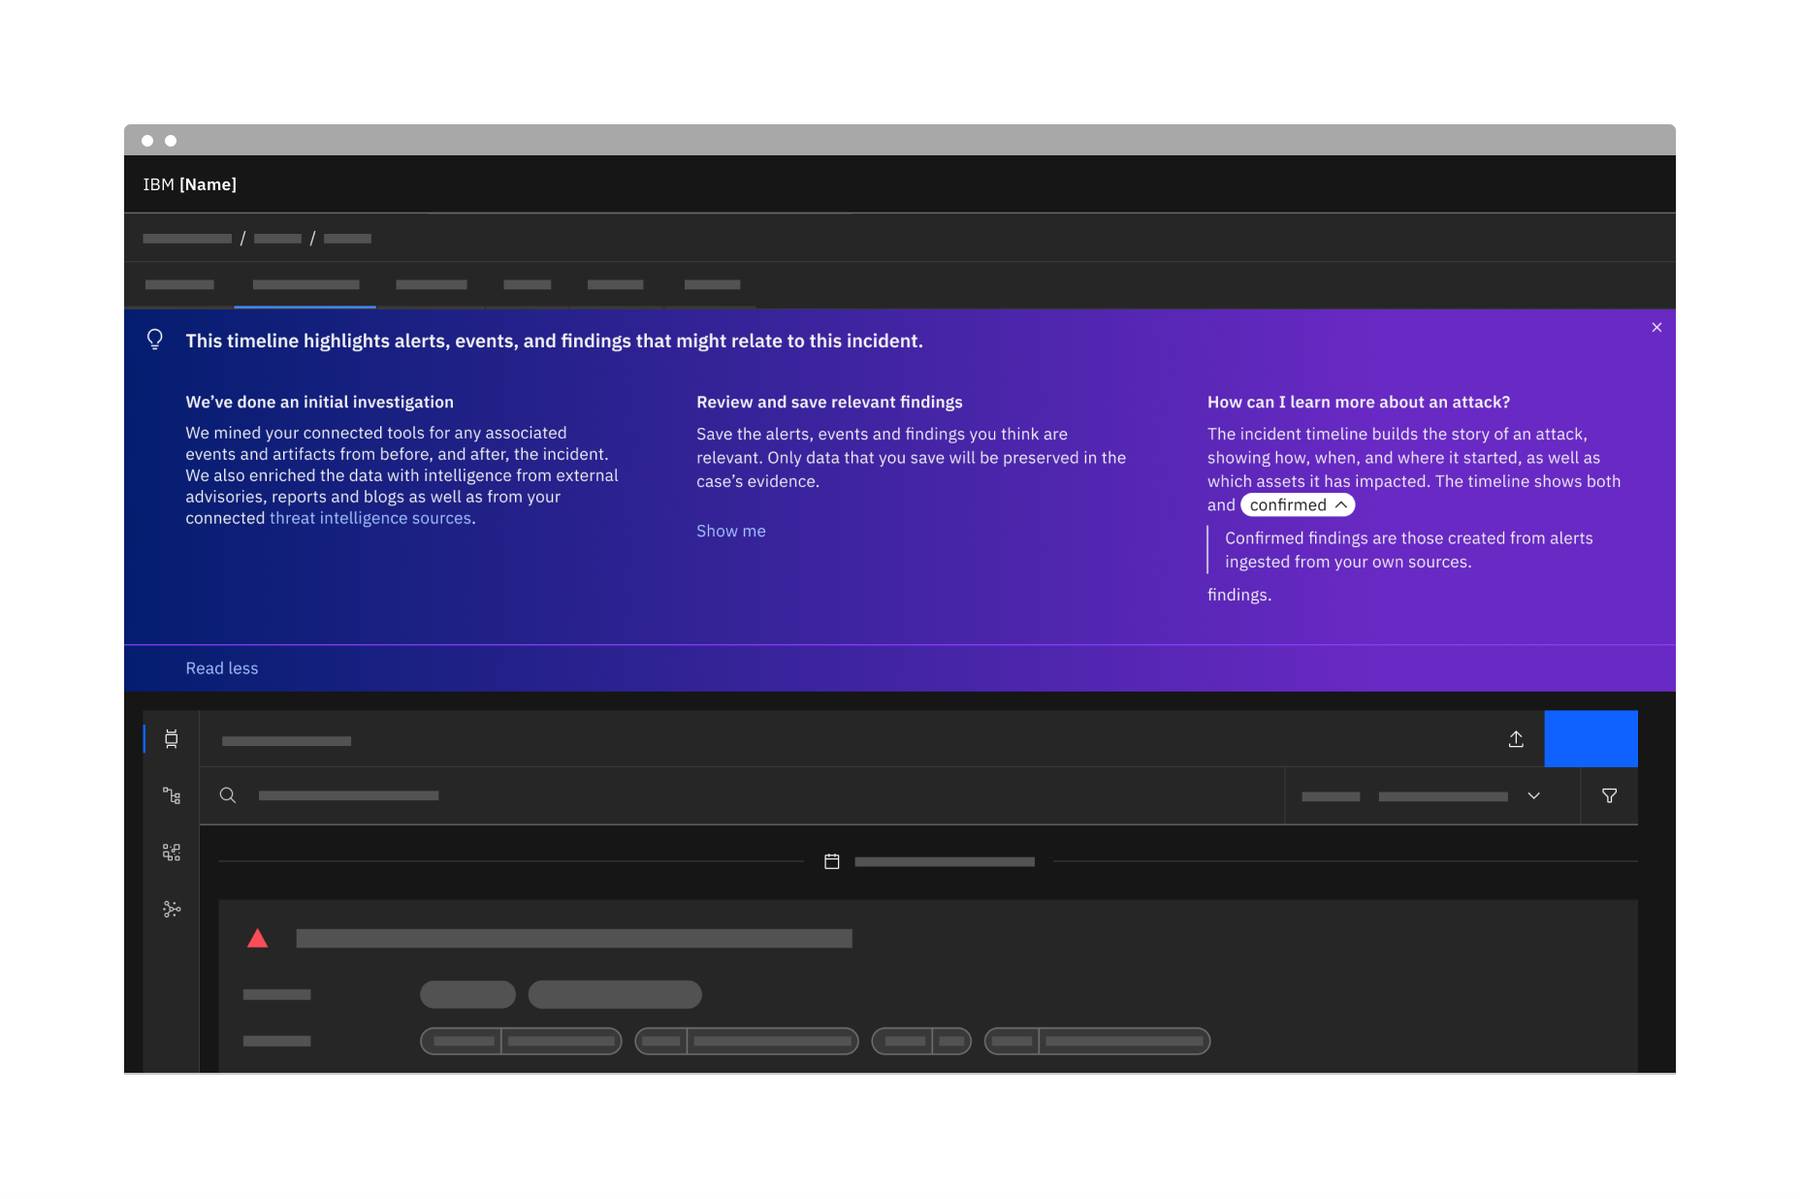 IBM [Name]
/ /
This timeline highlights alerts, events, and findings that might relate to this incident.
We’ve done an initial investigation
We mined your connected tools for any associated
events and artifacts from before, and after, the incident.
We also enriched the data with intelligence from external
advisories, reports and blogs as well as from your
connected threat intelligence sources.
Review and save relevant findings
Save the alerts, events and findings you think are
relevant. Only data that you save will be preserved in the
case’s evidence.
Show me
How can I learn more about an attack?
The incident timeline builds the story of an attack,
showing how, when, and where it started, as well as
which assets it has impacted. The timeline shows both
and confirmed
Confirmed findings are those created from alerts
ingested from your own sources.
findings.
Read less